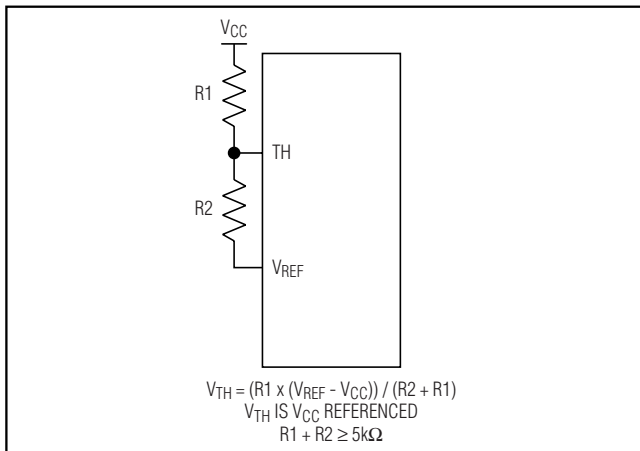 VCC
R1
TH
R2
VREF
VTH = (R1 x (VREF - VCC)) / (R2 + R1)
VTH IS VCC REFERENCED
R1 + R2 ≥ 5kΩ